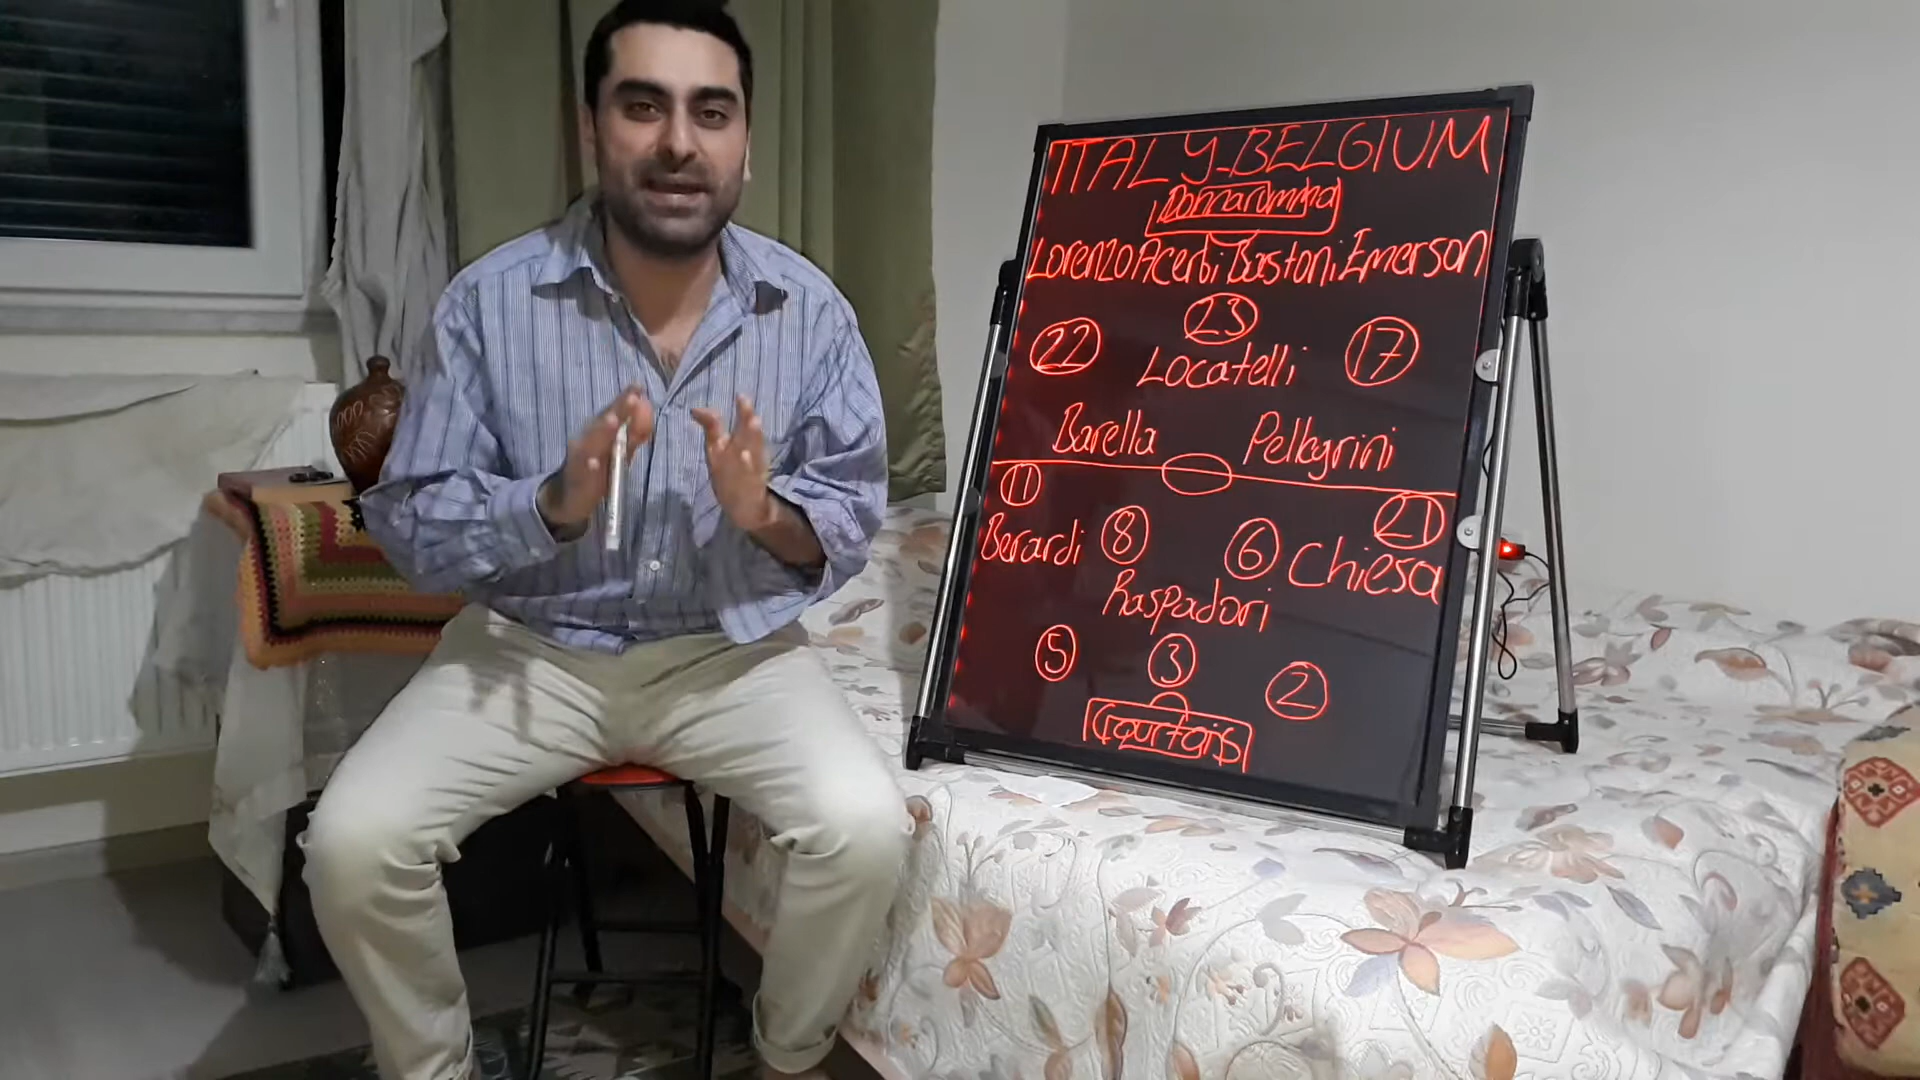 ITALY-BELGIUM
Donnarumma
Lorenzo Acerbi Bastoni Emerson
23
22 17
Locatelli
Barella Pellegrini
11 21
8 6
Berardi Chiesa
Raspadori
5 3 2